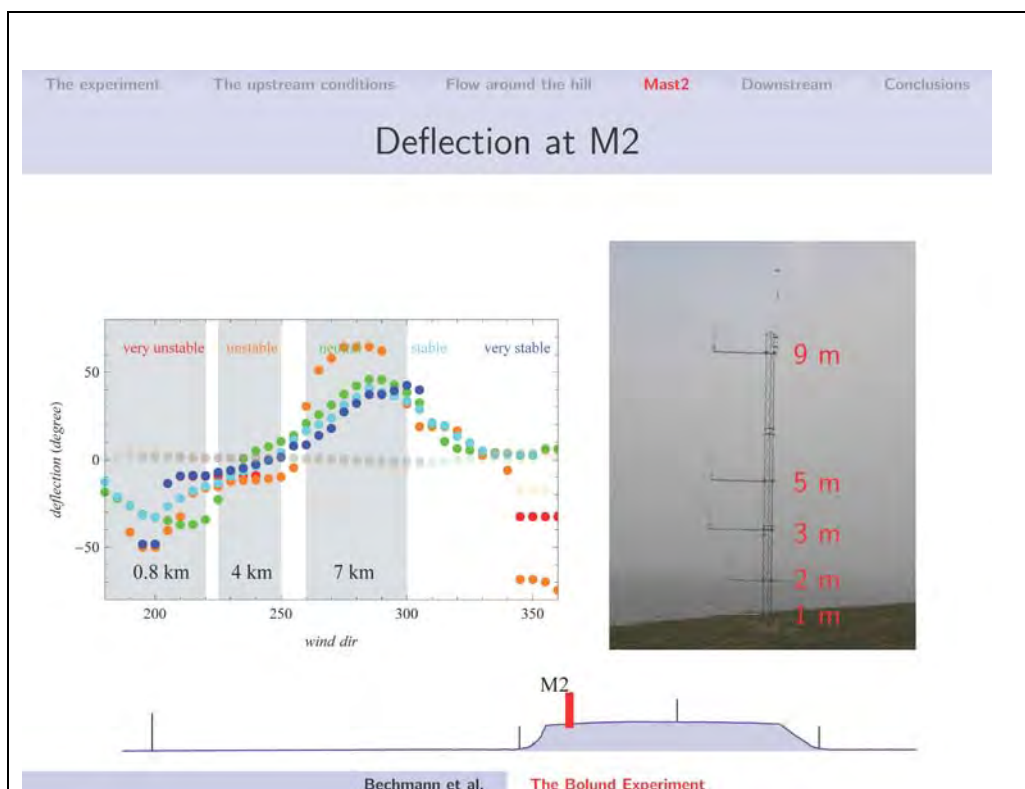 The experiment The upstream conditions Flow around the hill Mast2 Downstream Conclusions
Deflection at M2
very unstable unstable neutral stable very stable
deflection (degree)
50
0
−50
0.8 km 4 km 7 km
200 250 300 350
wind dir
9 m
5 m
3 m
2 m
1 m
M2
Bechmann et al. The Bolund Experiment